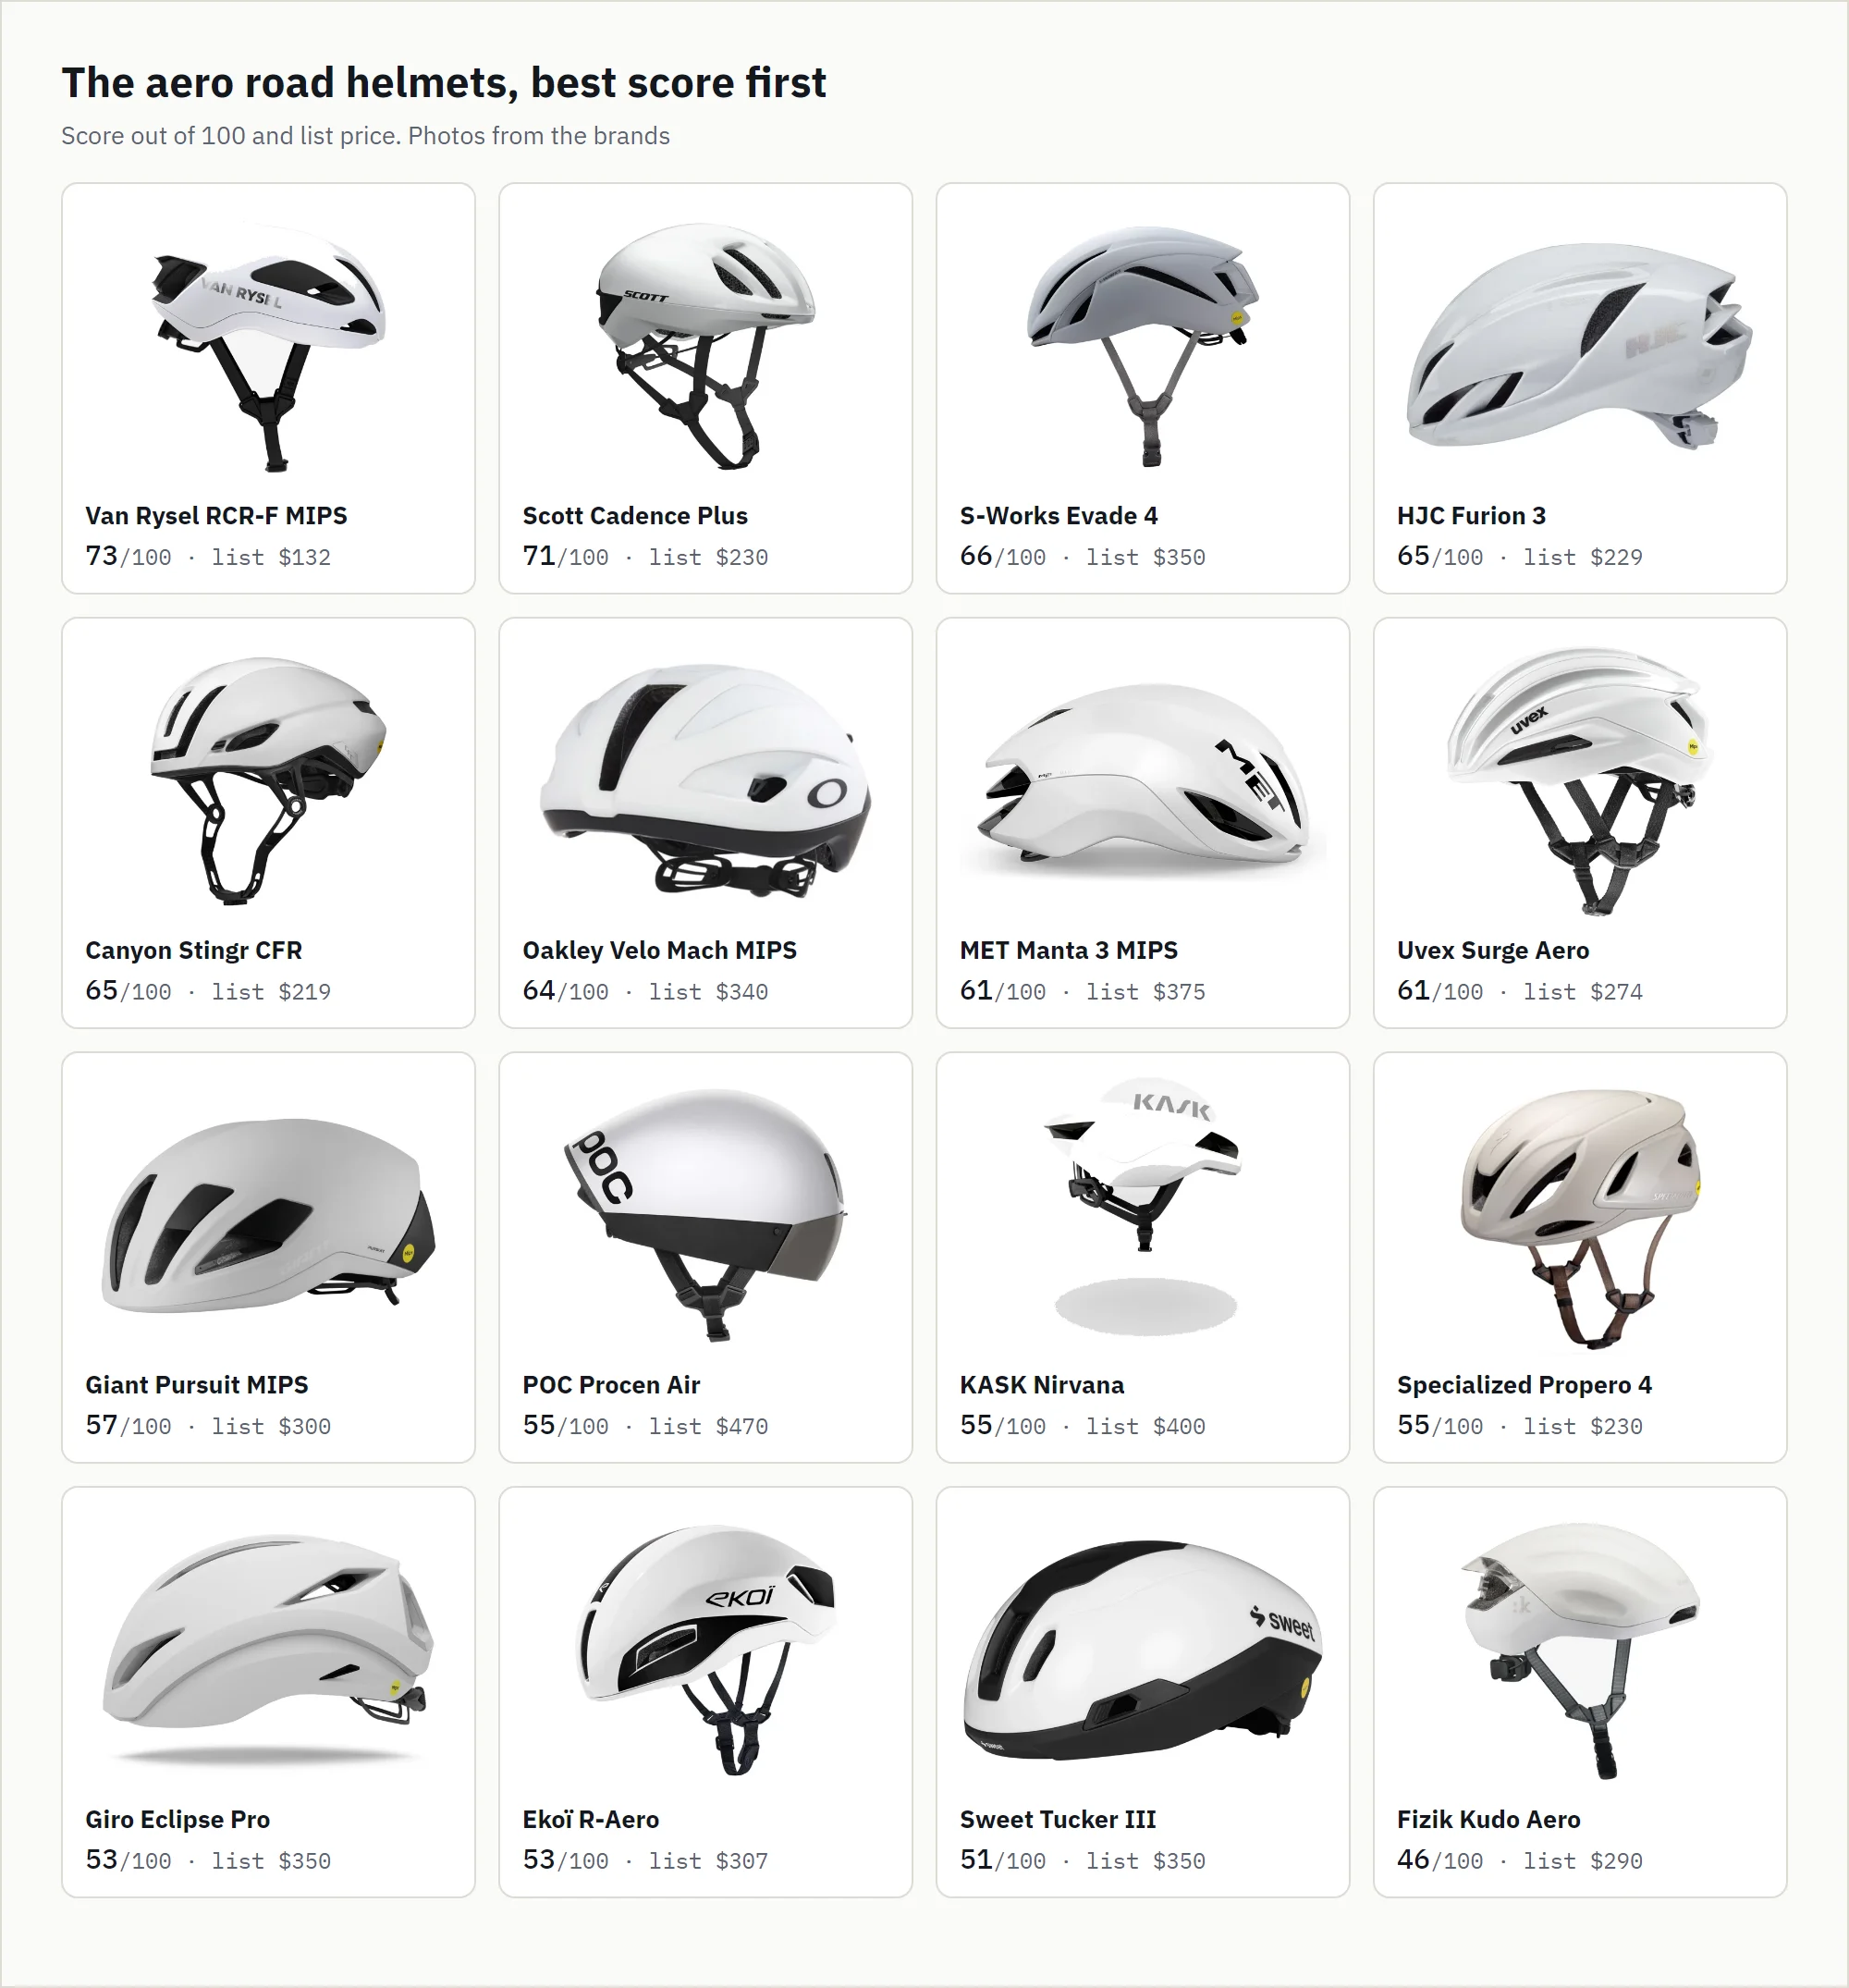 The aero road helmets, best score first
Score out of 100 and list price. Photos from the brands
VAN RYSEL
SCOTT
HJC
Van Rysel RCR-F MIPS
73/100 · list $132
Scott Cadence Plus
71/100 · list $230
S-Works Evade 4
66/100 · list $350
HJC Furion 3
65/100 · list $229
MET
uvex
Canyon Stingr CFR
65/100 · list $219
Oakley Velo Mach MIPS
64/100 · list $340
MET Manta 3 MIPS
61/100 · list $375
Uvex Surge Aero
61/100 · list $274
POC
KASK
Giant Pursuit MIPS
57/100 · list $300
POC Procen Air
55/100 · list $470
KASK Nirvana
55/100 · list $400
Specialized Propero 4
55/100 · list $230
eKOÏ
sweet
Giro Eclipse Pro
53/100 · list $350
Ekoï R-Aero
53/100 · list $307
Sweet Tucker III
51/100 · list $350
Fizik Kudo Aero
46/100 · list $290